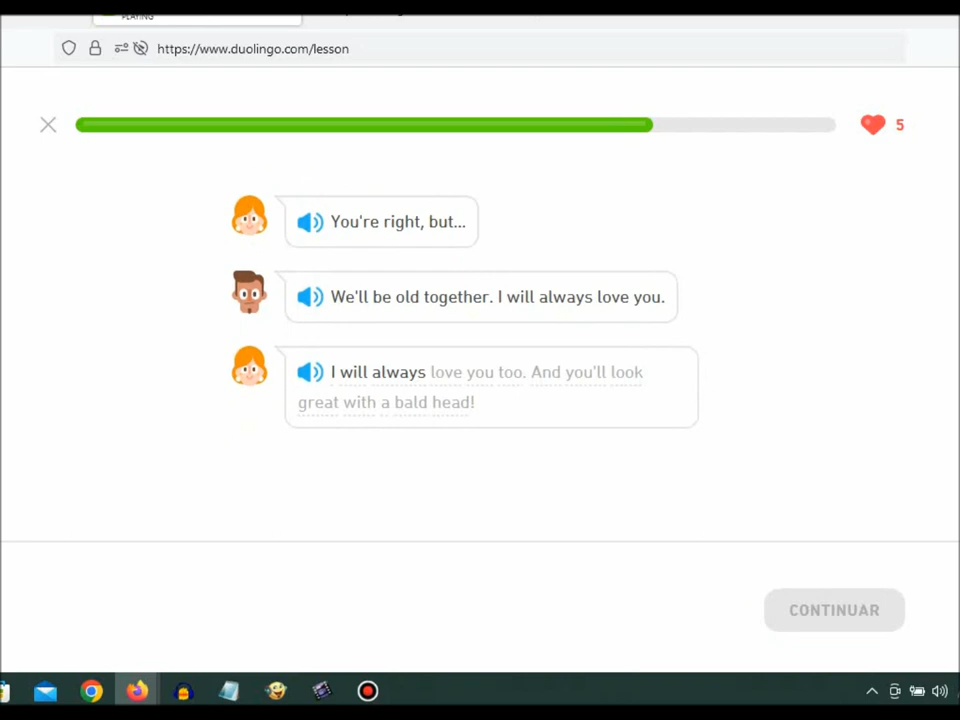 PLAYING
https://www.duolingo.com/lesson
5
You're right, but...
We'll be old together. I will always love you.
I will always love you too. And you'll look
great with a bald head!
CONTINUAR